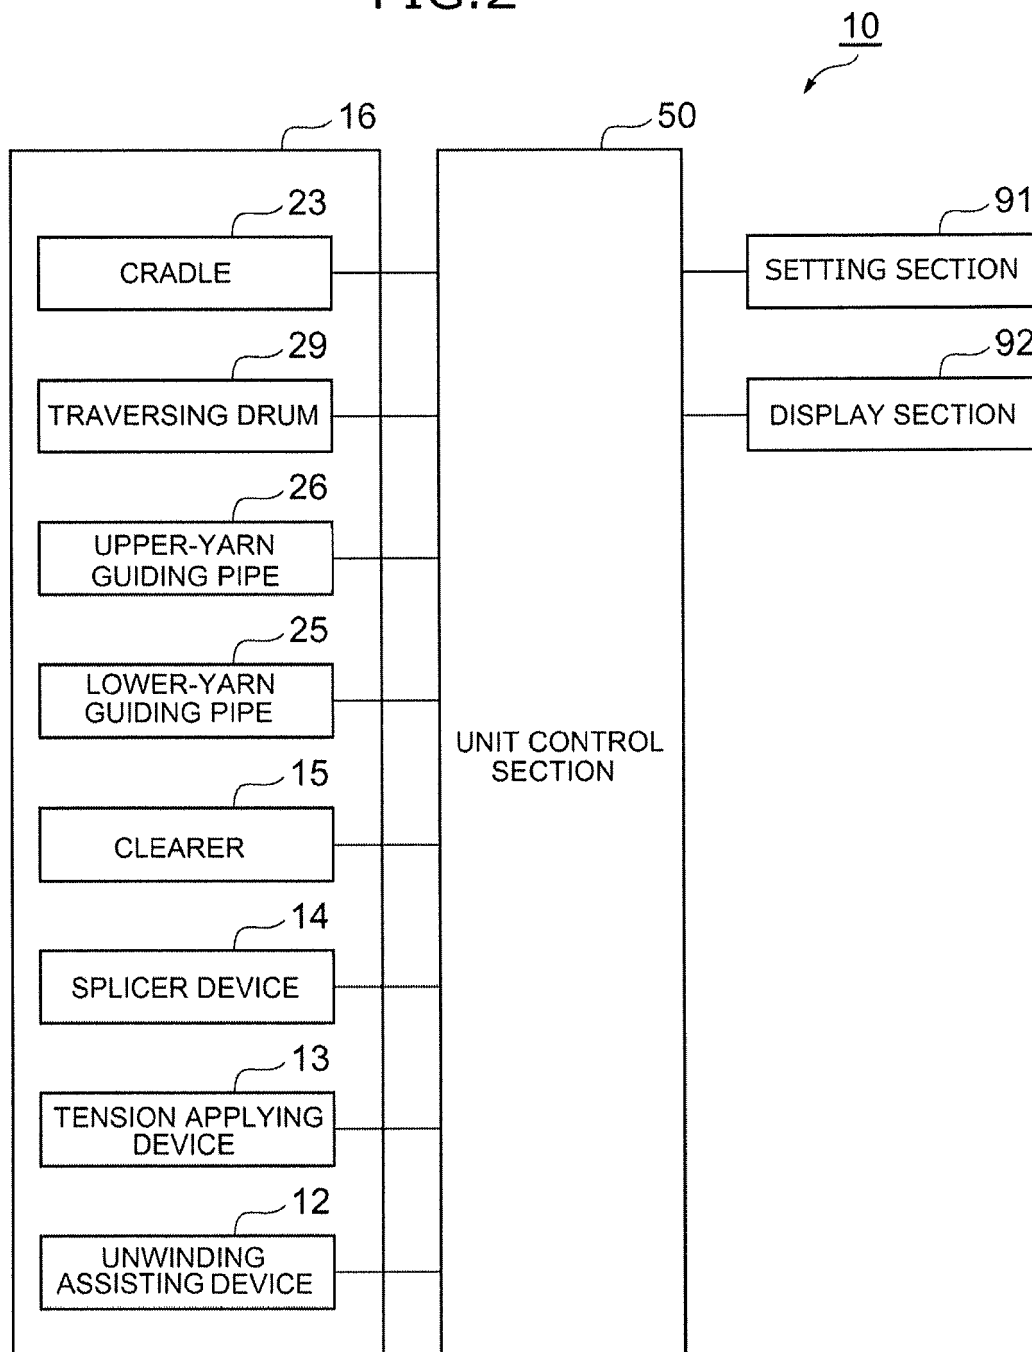 FIG.2
10
16
50
23
CRADLE
91
SETTING SECTION
29
TRAVERSING DRUM
92
DISPLAY SECTION
26
UPPER-YARN
GUIDING PIPE
25
LOWER-YARN
GUIDING PIPE
UNIT CONTROL
SECTION
15
CLEARER
14
SPLICER DEVICE
13
TENSION APPLYING
DEVICE
12
UNWINDING
ASSISTING DEVICE